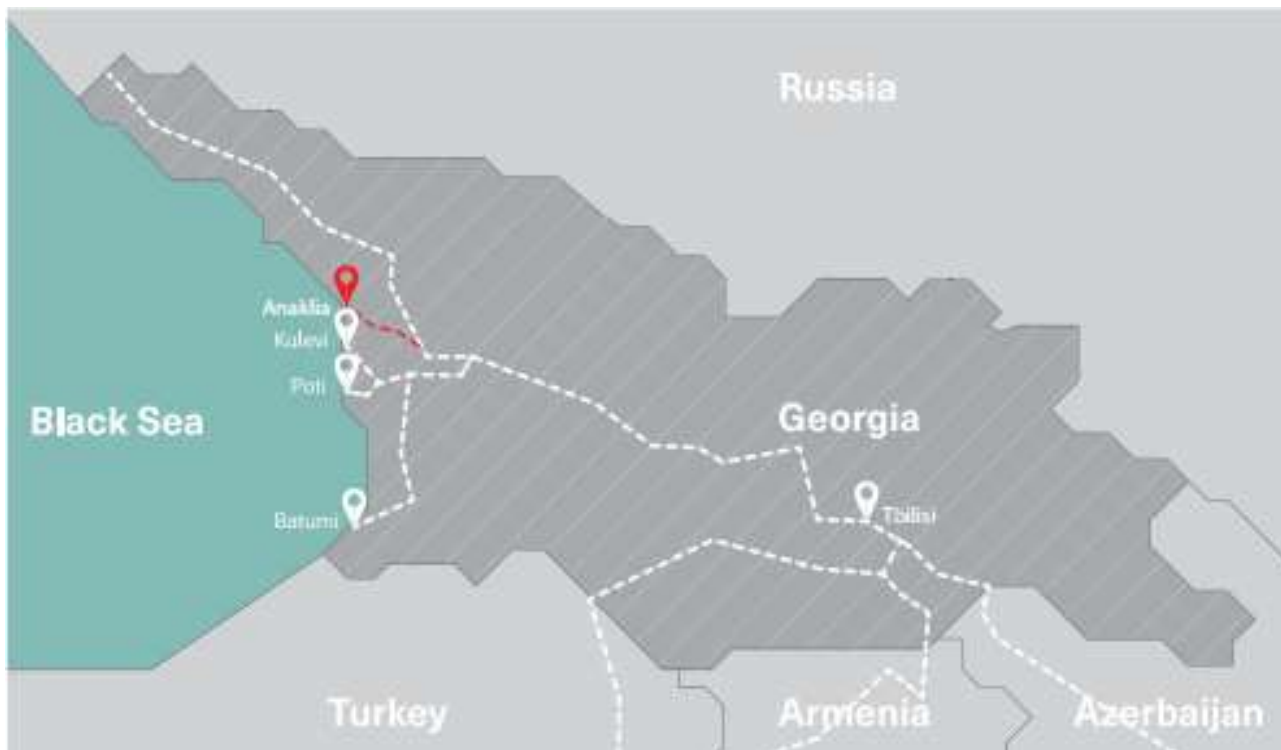 Russia
Anaklia
Kulevi
Poti
Black Sea
Georgia
Batumi
Tbilisi
Turkey
Armenia
Azerbaijan